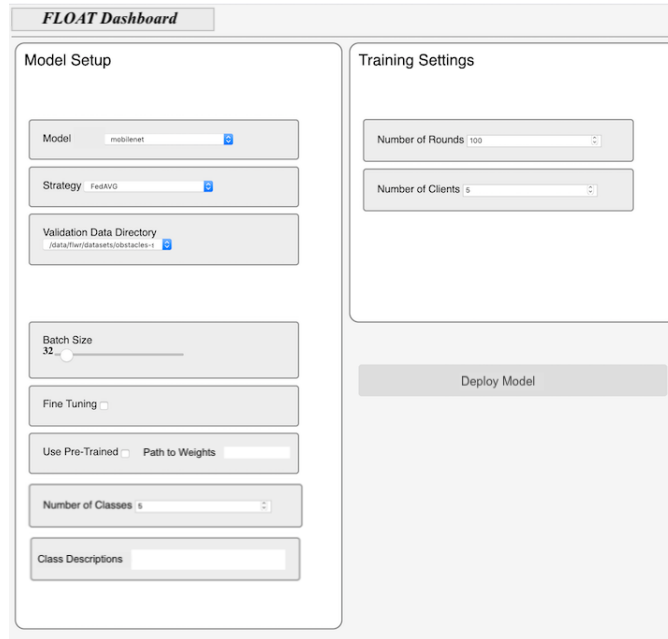 FLOAT Dashboard
Model Setup
Model mobilenet
Strategy FedAVG
Validation Data Directory
/data/flwr/datasets/obstacles-r
Batch Size
32
Fine Tuning
Use Pre-Trained Path to Weights
Number of Classes 5
Class Descriptions
Training Settings
Number of Rounds 100
Number of Clients 5
Deploy Model